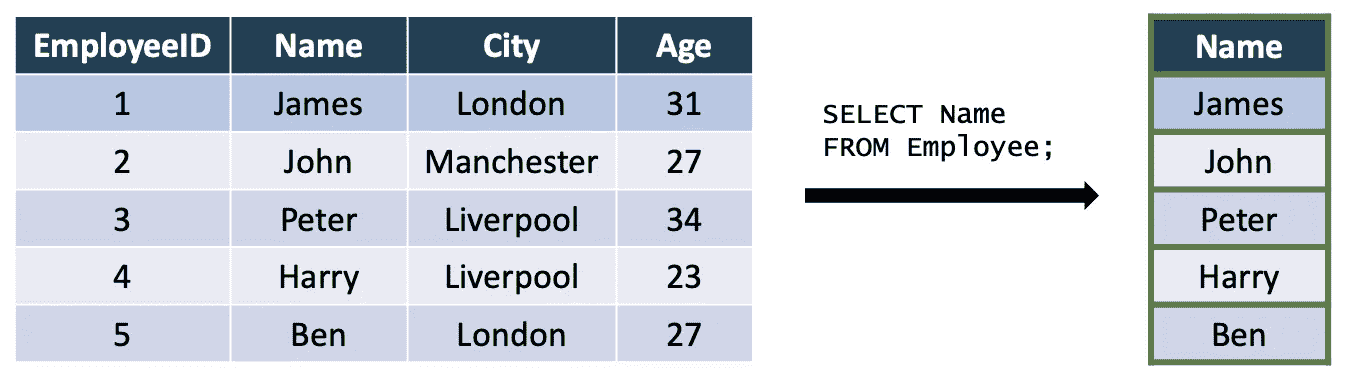 EmployeeID Name City Age
1 James London 31
2 John Manchester 27
3 Peter Liverpool 34
4 Harry Liverpool 23
5 Ben London 27
SELECT Name
FROM Employee;
Name
James
John
Peter
Harry
Ben